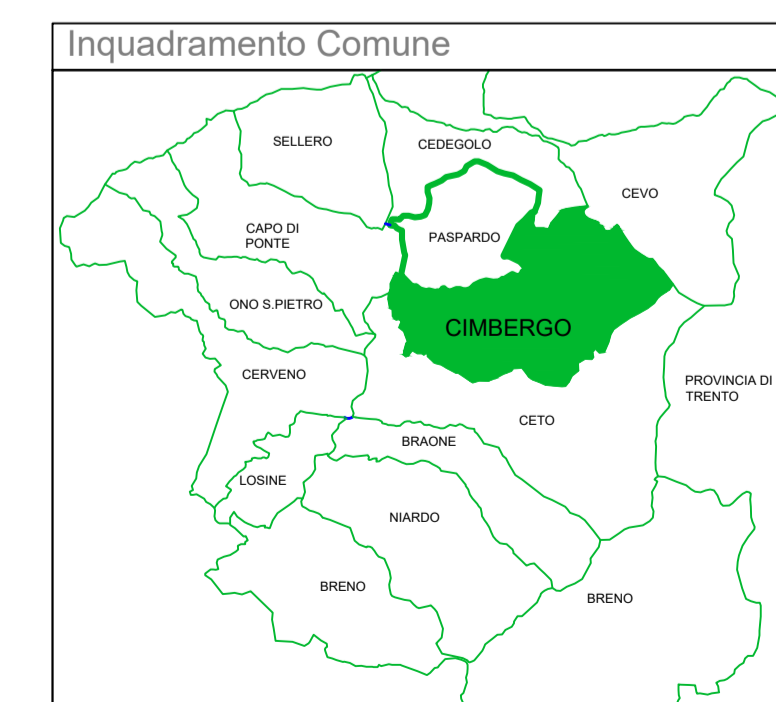 Inquadramento Comune
SELLERO
CEDEGOLO
CEVO
CAPO DI
PONTE
PASPARDO
ONO S.PIETRO
CIMBERGO
CERVENO
PROVINCIA DI
TRENTO
CETO
BRAONE
LOSINE
NIARDO
BRENO
BRENO